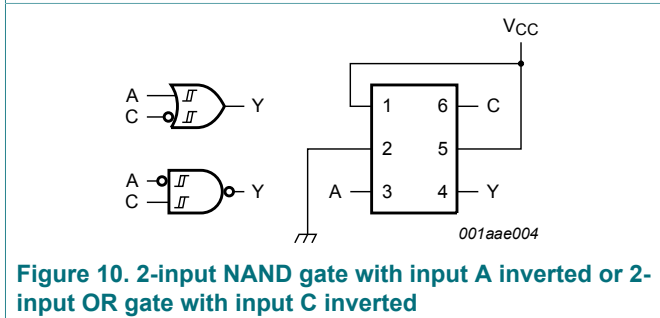 VCC
A
C
Y
A
C
Y
1
6
C
2
5
A
3
4
Y
001aae004
Figure 10. 2-input NAND gate with input A inverted or 2-
input OR gate with input C inverted